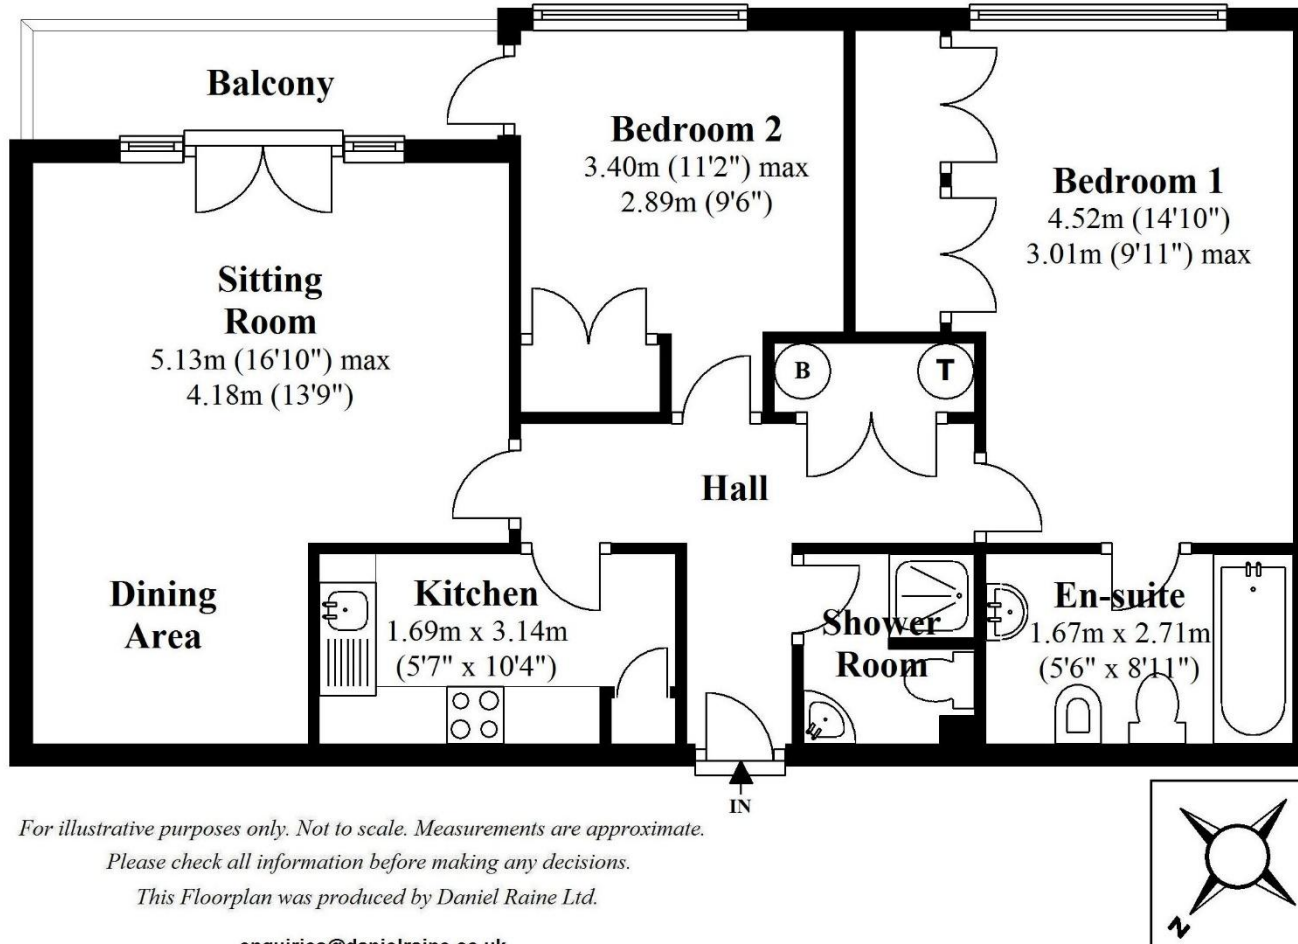 Balcony
Bedroom 2
3.40m (11'2") max
2.89m (9'6")
Bedroom 1
4.52m (14'10")
3.01m (9'11") max
Sitting
Room
5.13m (16'10") max
4.18m (13'9")
B
T
Hall
Dining
Area
Kitchen
1.69m x 3.14m
(5'7" x 10'4")
Shower
Room
En-suite
1.67m x 2.71m
(5'6" x 8'11")
IN
For illustrative purposes only. Not to scale. Measurements are approximate.
Please check all information before making any decisions.
This Floorplan was produced by Daniel Raine Ltd.
enquiries@danielraine.co.uk
N